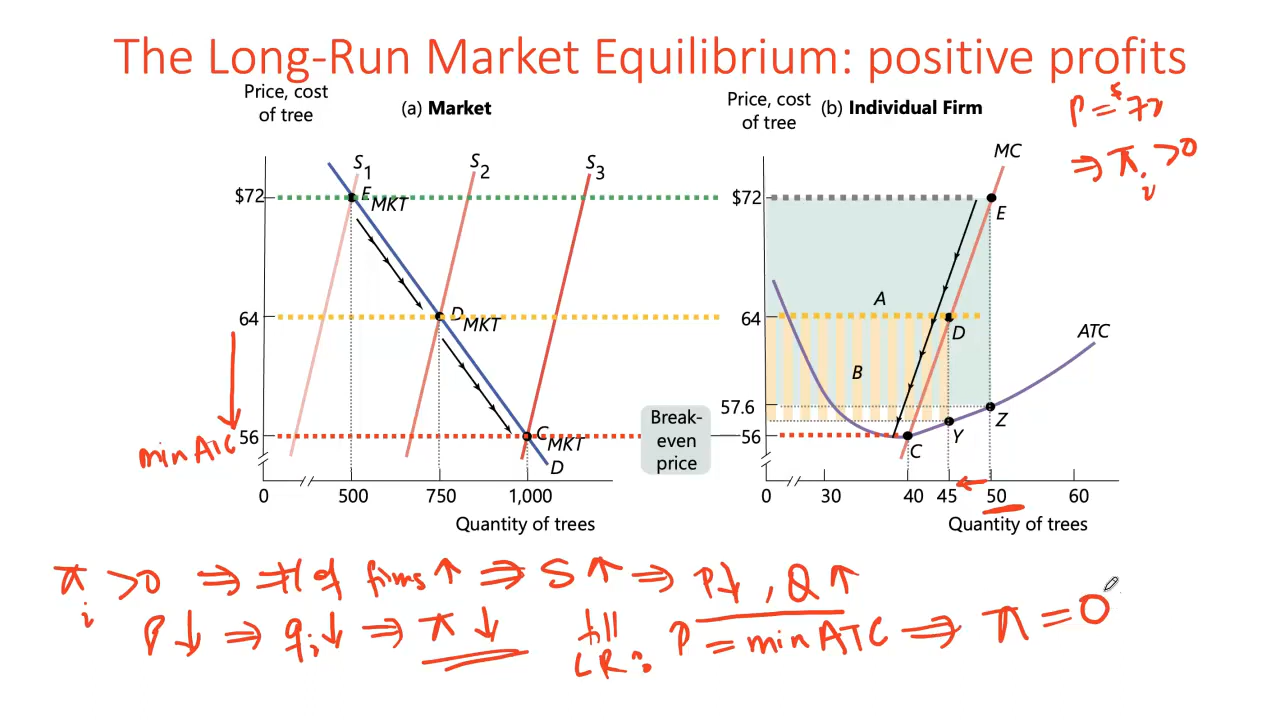 The Long-Run Market Equilibrium: positive profits
Price, cost
of tree
(a) Market
S1
S2
S3
$72
E
MKT
64
D
MKT
56
C
MKT
D
0
500
750
1,000
Quantity of trees
min ATC
Break-
even
price
Price, cost
of tree
(b) Individual Firm
MC
$72
E
A
64
D
ATC
B
57.6
Z
Y
56
C
0
30
40
45
50
60
Quantity of trees
P = $72
⇒ πi >0
πi >0 ⇒ # of firms ↑ ⇒ S ↑ ⇒ P↓, Q ↑
P ↓ ⇒ qi ↓ ⇒ π ↓ till LR: P = min ATC ⇒ π = 0